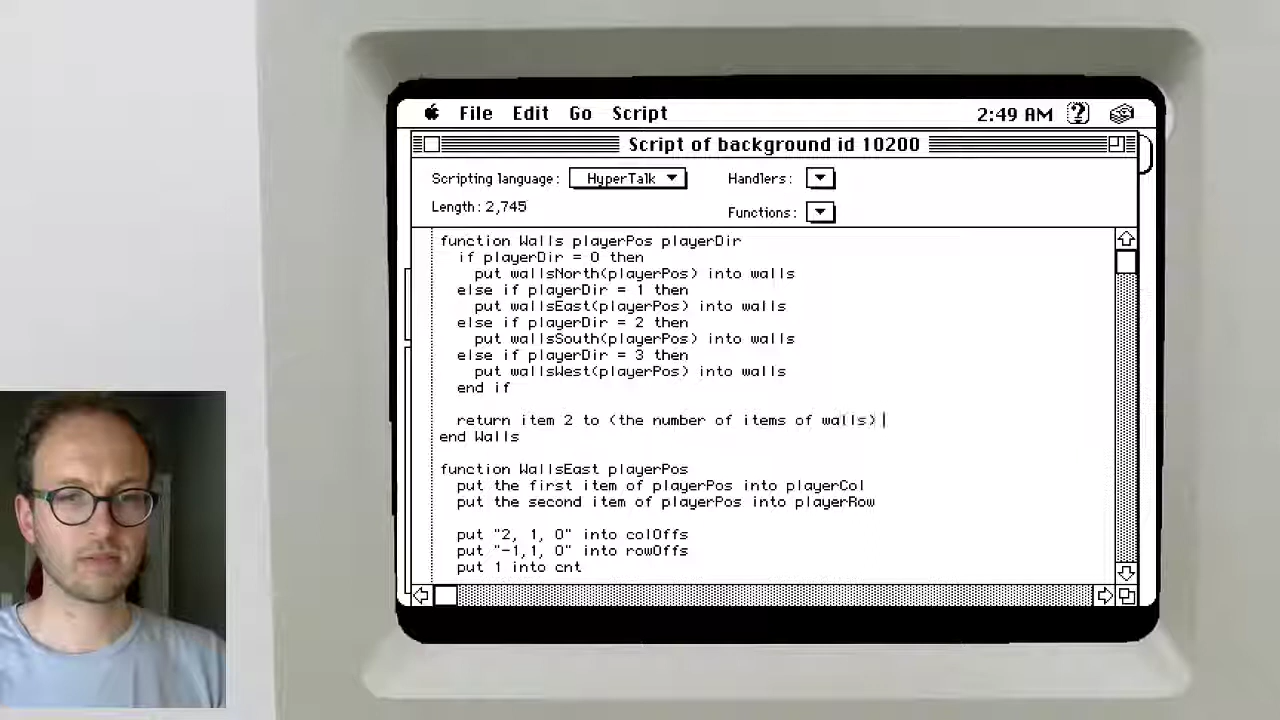 File Edit Go Script 2:49 AM
Script of background id 10200
Scripting language: HyperTalk Handlers:
Length: 2,745
Functions:
function Walls playerPos playerDir
if playerDir = 0 then
put wallsNorth(playerPos) into walls
else if playerDir = 1 then
put wallsEast(playerPos) into walls
else if playerDir = 2 then
put wallsSouth(playerPos) into walls
else if playerDir = 3 then
put wallsWest(playerPos) into walls
end if
return item 2 to (the number of items of walls)
end Walls
function WallsEast playerPos
put the first item of playerPos into playerCol
put the second item of playerPos into playerRow
put "2, 1, 0" into colOffs
put "-1,1, 0" into rowOffs
put 1 into cnt